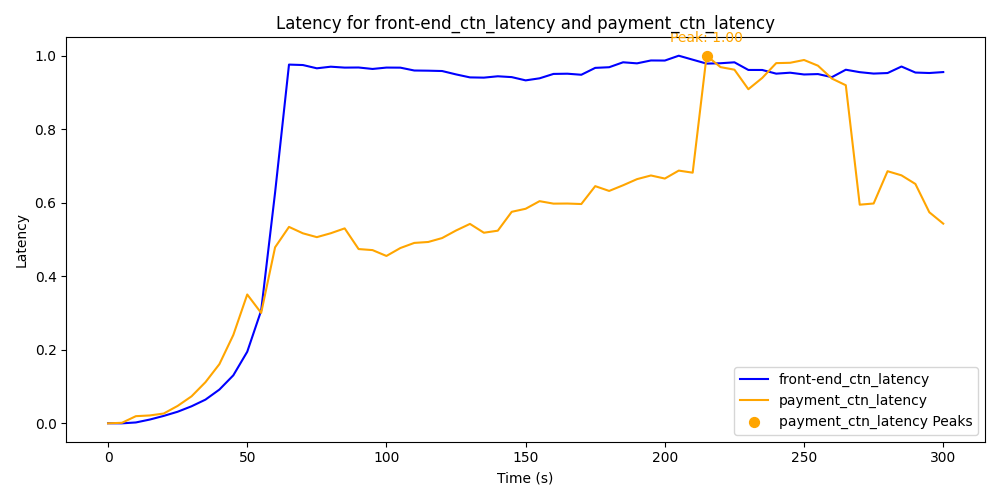 Latency for front-end_ctn_latency and payment_ctn_latency
Peak: 1.00
1.0
0.8
0.6
0.4
0.2
0.0
Latency
front-end_ctn_latency
payment_ctn_latency
payment_ctn_latency Peaks
0 50 100 150 200 250 300
Time (s)